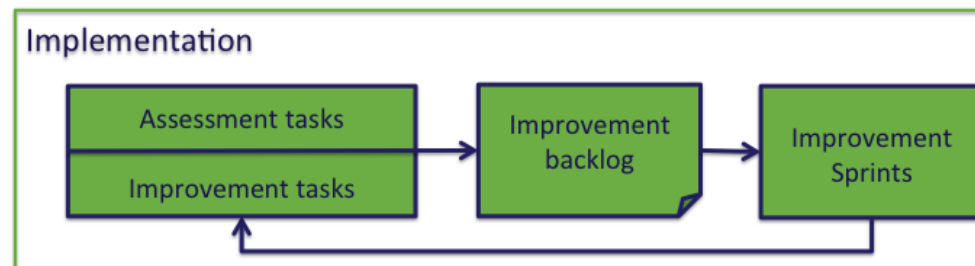 Implementation
Assessment tasks
Improvement tasks
Improvement
backlog
Improvement
Sprints